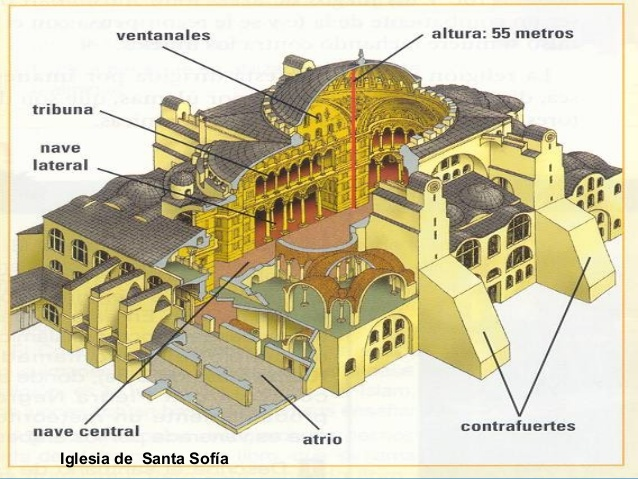 ventanales
altura: 55 metros
tribuna
nave
lateral
nave central
atrio
contrafuertes
Iglesia de Santa Sofía